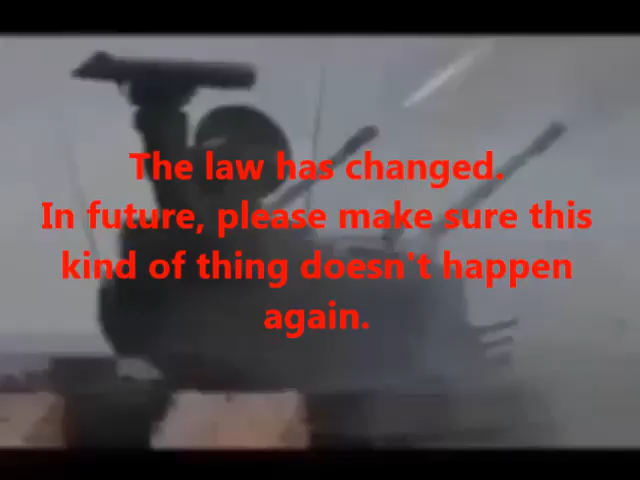 The law has changed.
In future, please make sure this
kind of thing doesn't happen
again.